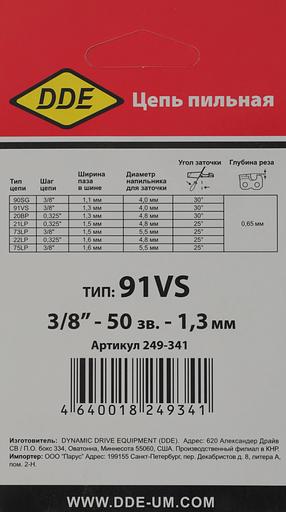 DDE
Цепь пильная
Тип цепи Шаг цепи Ширина паза в шине Диаметр напильника для заточки Угол заточки Глубина реза
90SG 3/8" 1,1 мм 4,0 мм 30°
91VS 3/8" 1,3 мм 4,0 мм 30°
20BP 0,325" 1,3 мм 4,8 мм 30°
21LP 0,325" 1,5 мм 4,8 мм 25° 0,65 мм
73LP 3/8" 1,5 мм 5,5 мм 25°
22LP 0,325" 1,6 мм 4,8 мм 25°
75LP 3/8" 1,6 мм 5,5 мм 25°
ТИП: 91VS
3/8” - 50 зв. - 1,3 мм
Артикул 249-341
4 640018 249341
Изготовитель: DYNAMIC DRIVE EQUIPMENT (DDE). Адрес: 620 Александер Драйв
СВ / П.О. бокс 334, Оватонна, Миннесота 55060, США. Произведено: Филиал в КНР.
Импортер: ООО "Парус" Адрес: 199155 Санкт-Петербург, пер. Декабристов д. 8, литера А,
пом. 2-Н.
WWW.DDE-UM.COM